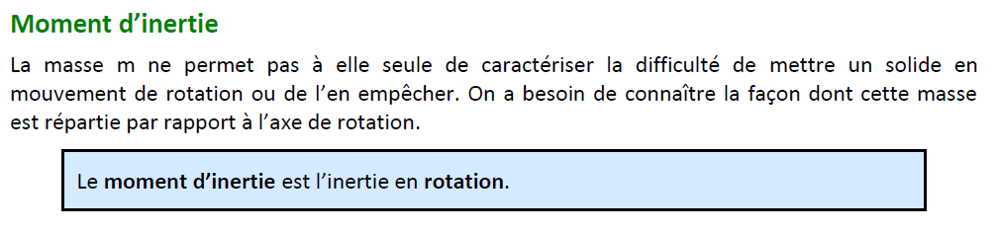 Moment d’inertie
La masse m ne permet pas à elle seule de caractériser la difficulté de mettre un solide en
mouvement de rotation ou de l’en empêcher. On a besoin de connaître la façon dont cette masse
est répartie par rapport à l’axe de rotation.
Le moment d’inertie est l’inertie en rotation.